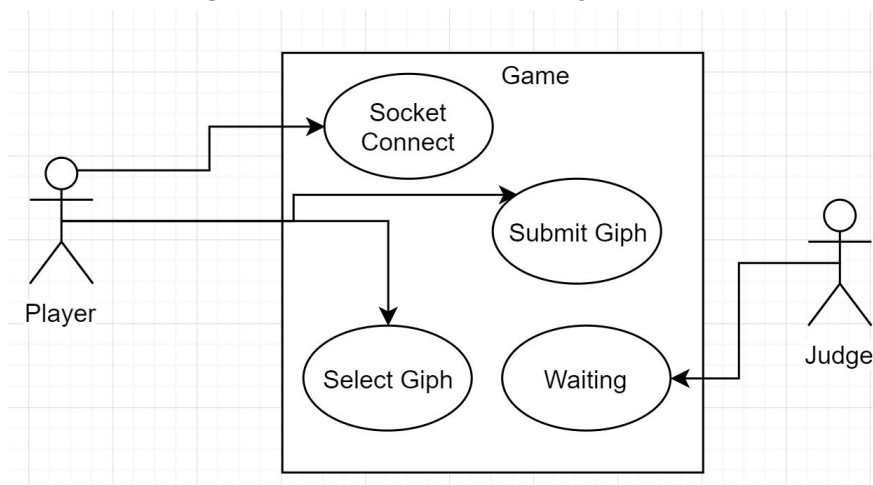 Game
Socket
Connect
Submit Giph
Player
Judge
Select Giph
Waiting